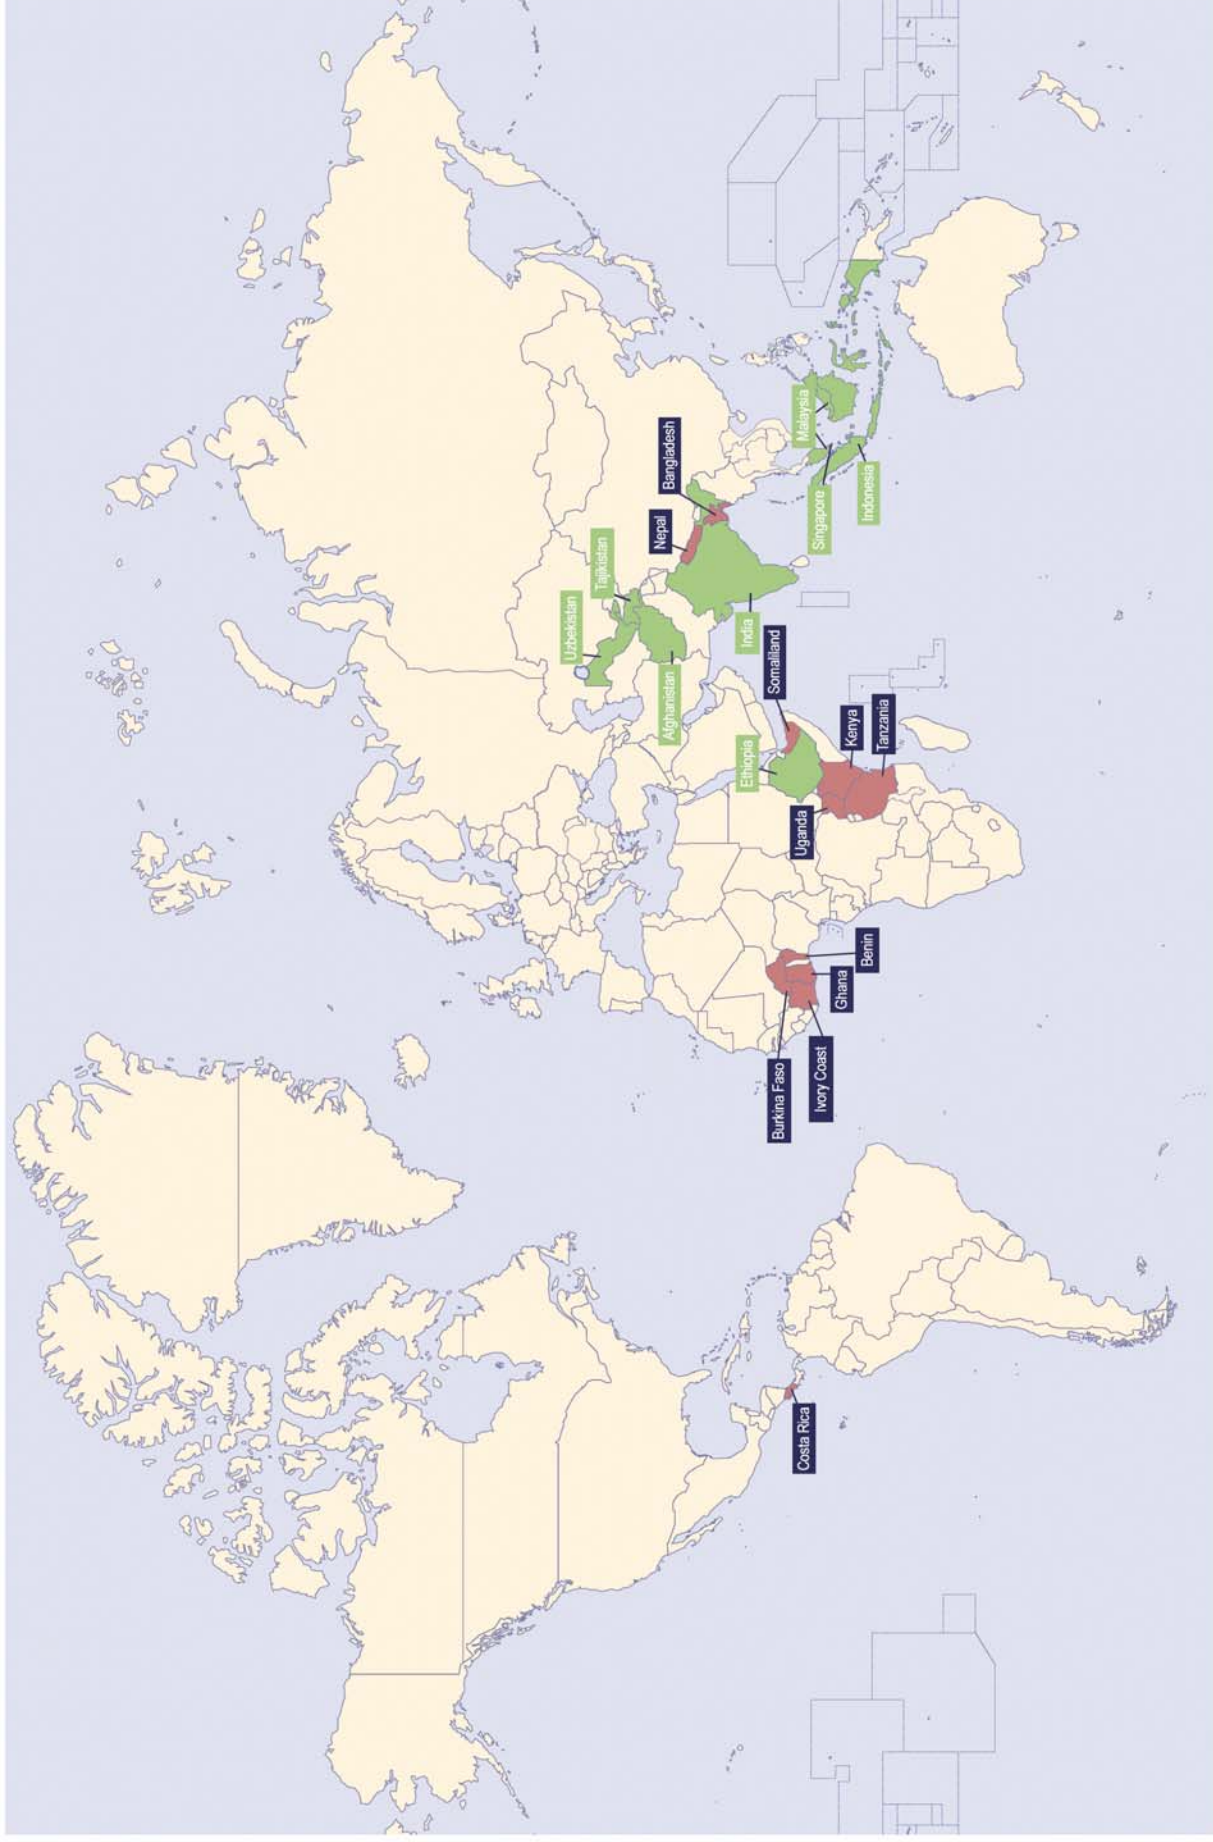 Costa Rica
Burkina Faso
Ivory Coast
Ghana
Benin
Uganda
Ethiopia
Somaliland
Kenya
Tanzania
Uzbekistan
Tajikistan
Afghanistan
India
Nepal
Bangladesh
Malaysia
Singapore
Indonesia